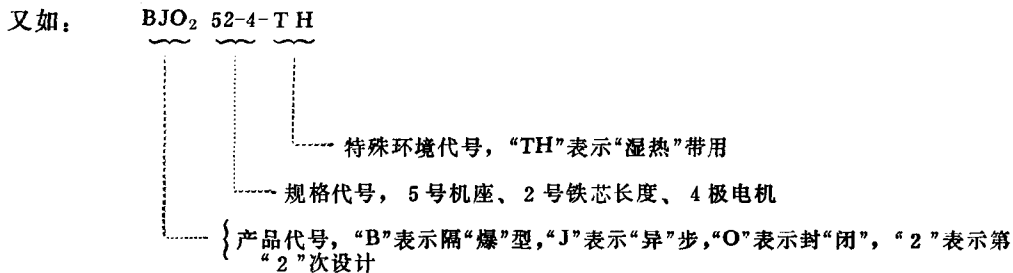 又如： BJO₂ 52-4-TH
特殊环境代号，“TH”表示“湿热”带用
规格代号， 5号机座、2号铁芯长度、4极电机
产品代号，“B”表示隔“爆”型，“J”表示“异”步，“O”表示封“闭”，“2”表示第
“2”次设计